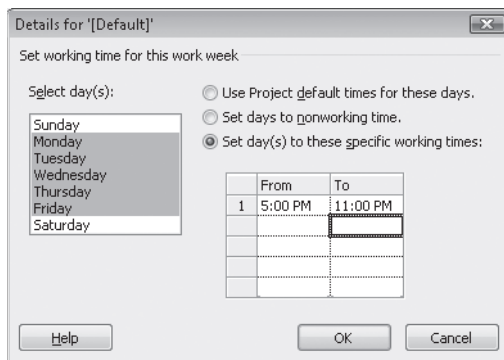 Details for '[Default]'
Set working time for this work week
Select day(s):
Sunday
Monday
Tuesday
Wednesday
Thursday
Friday
Saturday
Use Project default times for these days.
Set days to nonworking time.
Set day(s) to these specific working times:
From To
1 5:00 PM 11:00 PM
Help OK Cancel